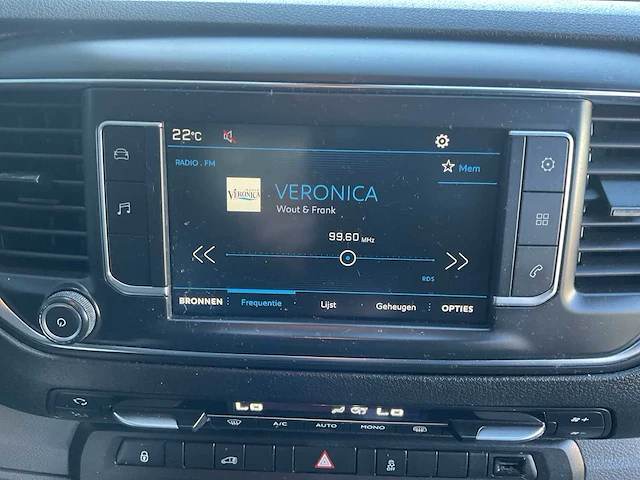 22°C
RADIO . FM
Mem
VERONICA
VERONICA
Wout & Frank
99.60 MHz
RDS
BRONNEN
Frequentie
Lijst
Geheugen
OPTIES
LO
LO
A/C
AUTO
MONO
OFF